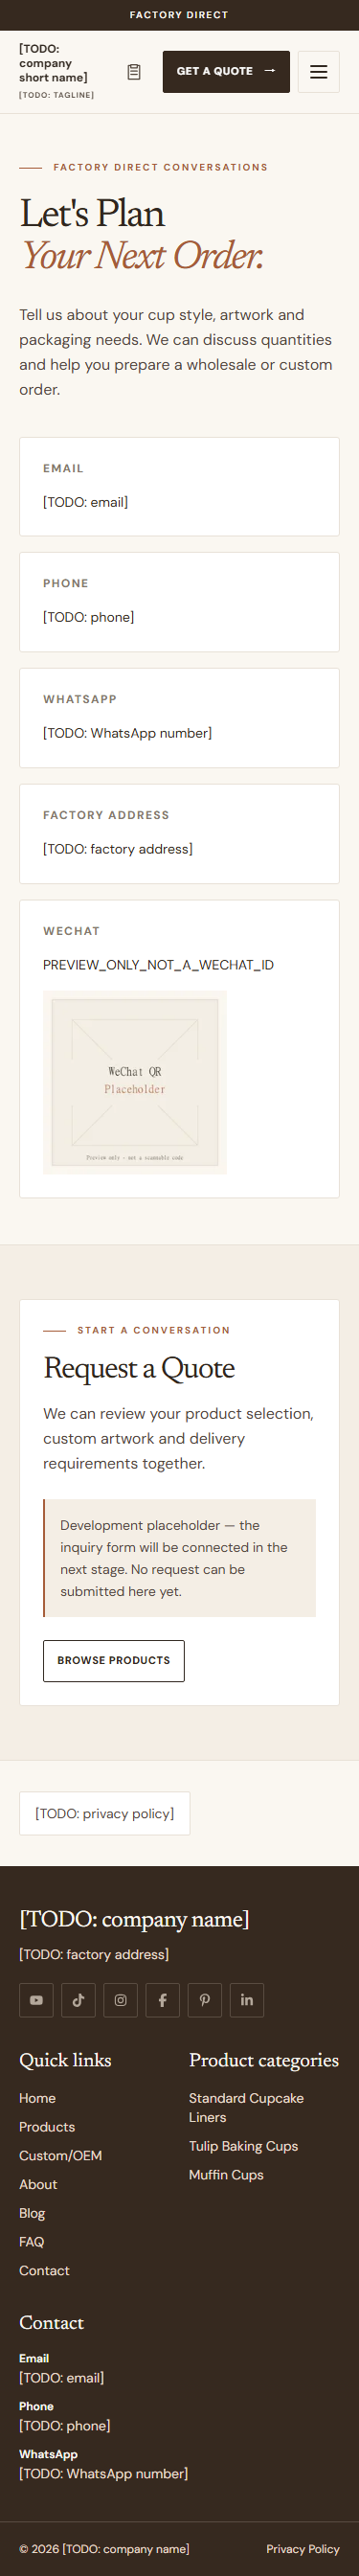 FACTORY DIRECT
[TODO:
company
short name]
[TODO: TAGLINE]
GET A QUOTE →
FACTORY DIRECT CONVERSATIONS
Let's Plan
Your Next Order.
Tell us about your cup style, artwork and
packaging needs. We can discuss quantities
and help you prepare a wholesale or custom
order.
EMAIL
[TODO: email]
PHONE
[TODO: phone]
WHATSAPP
[TODO: WhatsApp number]
FACTORY ADDRESS
[TODO: factory address]
WECHAT
PREVIEW_ONLY_NOT_A_WECHAT_ID
WeChat QR
Placeholder
Preview only - not a scannable code
START A CONVERSATION
Request a Quote
We can review your product selection,
custom artwork and delivery
requirements together.
Development placeholder — the
inquiry form will be connected in the
next stage. No request can be
submitted here yet.
BROWSE PRODUCTS
[TODO: privacy policy]
[TODO: company name]
[TODO: factory address]
Quick links
Home
Products
Custom/OEM
About
Blog
FAQ
Contact
Product categories
Standard Cupcake
Liners
Tulip Baking Cups
Muffin Cups
Contact
Email
[TODO: email]
Phone
[TODO: phone]
WhatsApp
[TODO: WhatsApp number]
© 2026 [TODO: company name]
Privacy Policy